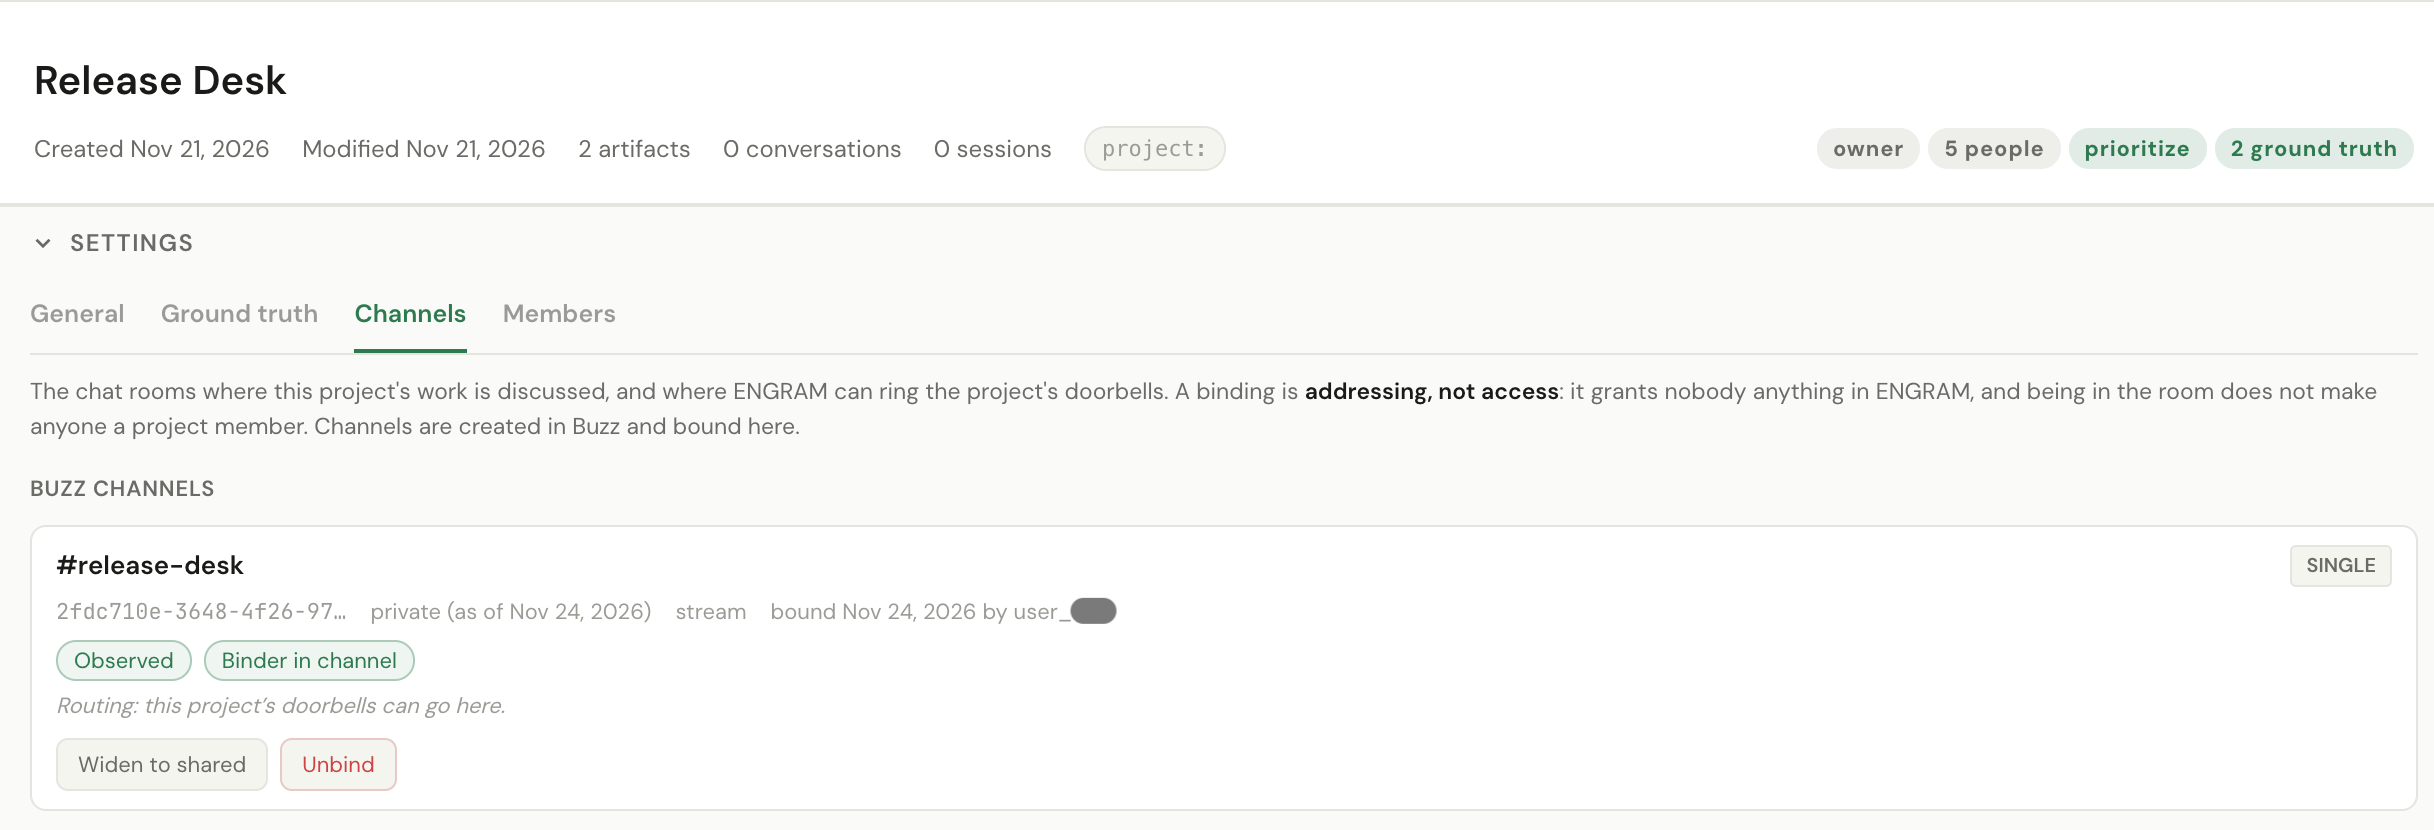 Release Desk
Created Nov 21, 2026 Modified Nov 21, 2026 2 artifacts 0 conversations 0 sessions project: owner 5 people prioritize 2 ground truth
SETTINGS
General Ground truth Channels Members
The chat rooms where this project's work is discussed, and where ENGRAM can ring the project's doorbells. A binding is addressing, not access: it grants nobody anything in ENGRAM, and being in the room does not make
anyone a project member. Channels are created in Buzz and bound here.
BUZZ CHANNELS
#release-desk SINGLE
2fdc710e-3648-4f26-97… private (as of Nov 24, 2026) stream bound Nov 24, 2026 by user_
Observed Binder in channel
Routing: this project’s doorbells can go here.
Widen to shared Unbind